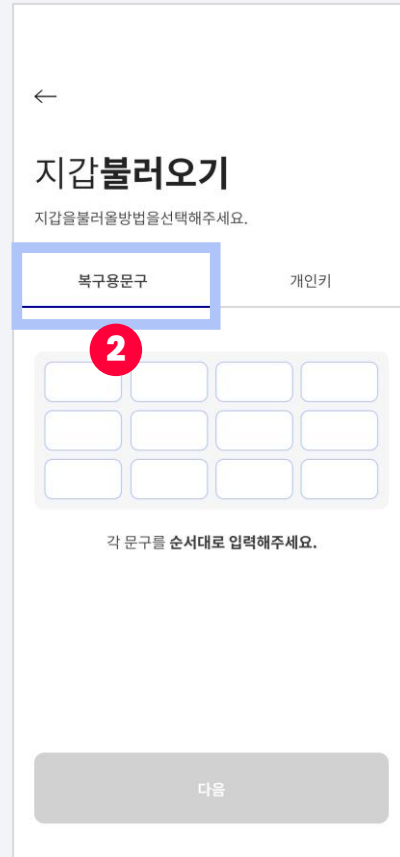 지갑불러오기
지갑을불러올방법을선택해주세요.
복구용문구 개인키
2
각 문구를 순서대로 입력해주세요.
다음